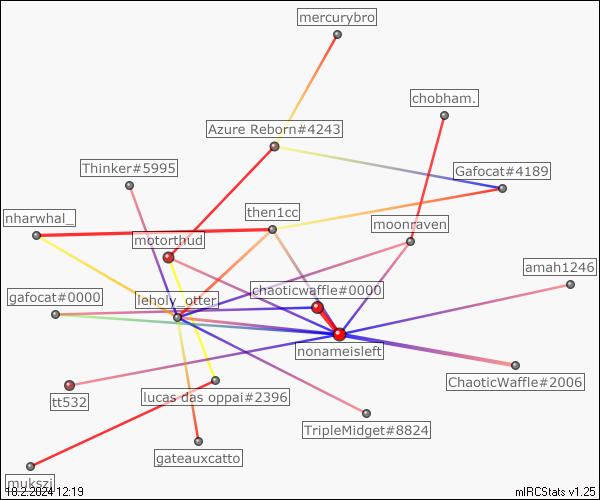 mercurybro
chobham.
Azure Reborn#4243
Thinker#5995
Gafocat#4189
nharwhal_
then1cc
moonraven
motorthud
amah1246
chaoticwaffle#0000
gafocat#0000
leholy_otter
nonameisleft
ChaoticWaffle#2006
tt532
lucas das oppai#2396
TripleMidget#8824
gateauxcatto
mukszi
10.2.2024 12:19
mIRCStats v1.25